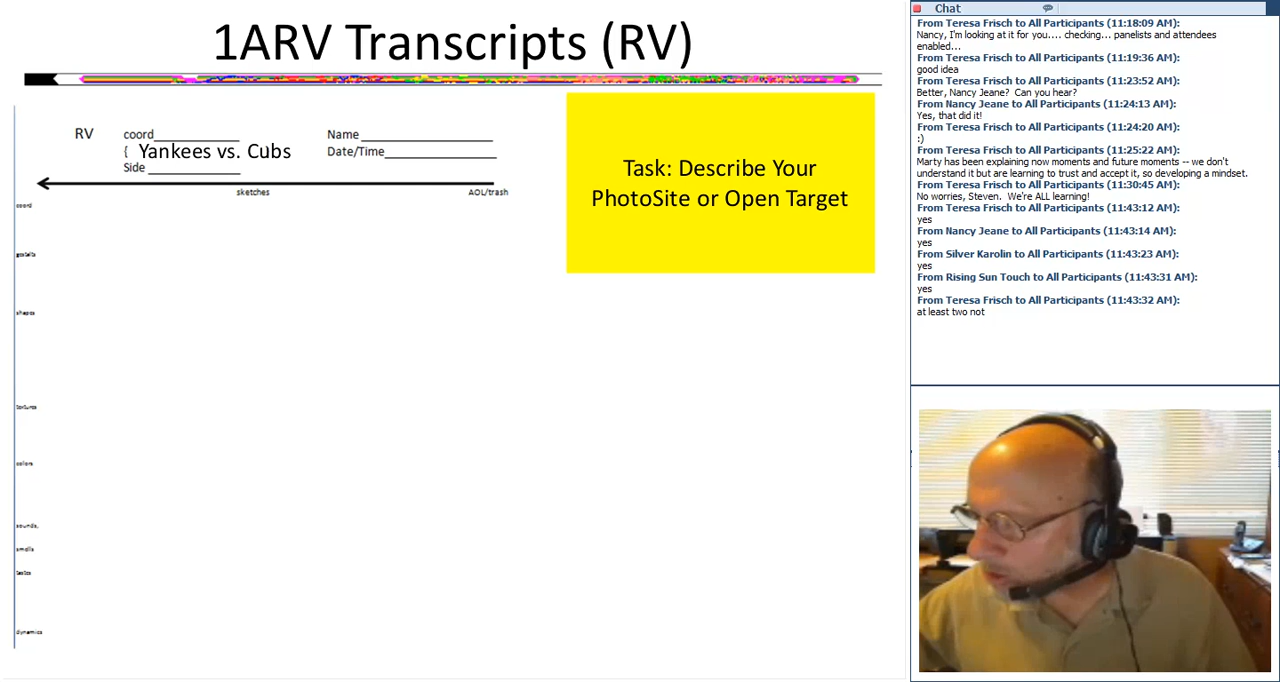 1ARV Transcripts (RV)
RV
coord
Name
{ Yankees vs. Cubs
Date/Time
Side
sketches
AOL/trash
coord
gestalts
shapes
textures
colors
sounds,
smells
tastes
dynamics
Task: Describe Your
PhotoSite or Open Target
Chat
From Teresa Frisch to All Participants (11:18:09 AM):
Nancy, I'm looking at it for you.... checking... panelists and attendees
enabled...
From Teresa Frisch to All Participants (11:19:36 AM):
good idea
From Teresa Frisch to All Participants (11:23:52 AM):
Better, Nancy Jeane?  Can you hear?
From Nancy Jeane to All Participants (11:24:13 AM):
Yes, that did it!
From Teresa Frisch to All Participants (11:24:20 AM):
:)
From Teresa Frisch to All Participants (11:25:22 AM):
Marty has been explaining now moments and future moments -- we don't
understand it but are learning to trust and accept it, so developing a mindset.
From Teresa Frisch to All Participants (11:30:45 AM):
No worries, Steven.  We're ALL learning!
From Teresa Frisch to All Participants (11:43:12 AM):
yes
From Nancy Jeane to All Participants (11:43:14 AM):
yes
From Silver Karolin to All Participants (11:43:23 AM):
yes
From Rising Sun Touch to All Participants (11:43:31 AM):
yes
From Teresa Frisch to All Participants (11:43:32 AM):
at least two not